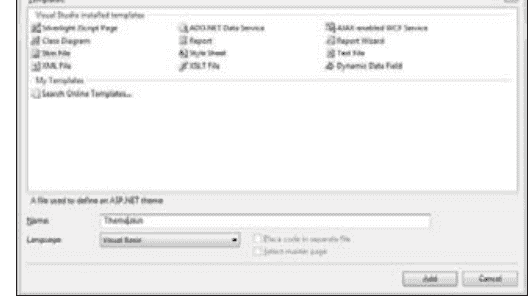 Templates:
Visual Studio installed templates
Silverlight JScript Page
ADO.NET Data Service
AJAX-enabled WCF Service
Class Diagram
Report
Report Wizard
Skin File
Style Sheet
Text File
XML File
XSLT File
Dynamic Data Field
My Templates
Search Online Templates...
A file used to define an ASP.NET theme
Name:
Theme.skin
Language:
Visual Basic
Place code in separate file
Select master page
Add
Cancel